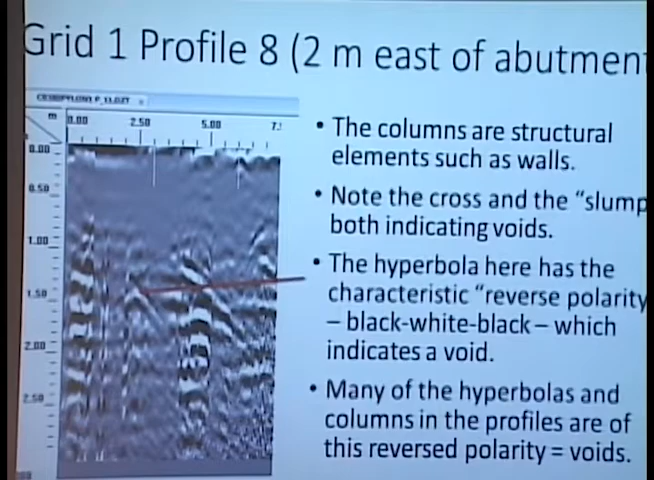 Grid 1 Profile 8 (2 m east of abutment
m 0.00 2.50 5.00
0.00
0.50
1.00
1.50
2.00
2.50
• The columns are structural
elements such as walls.
• Note the cross and the "slump
both indicating voids.
• The hyperbola here has the
characteristic "reverse polarity
– black-white-black – which
indicates a void.
• Many of the hyperbolas and
columns in the profiles are of
this reversed polarity = voids.